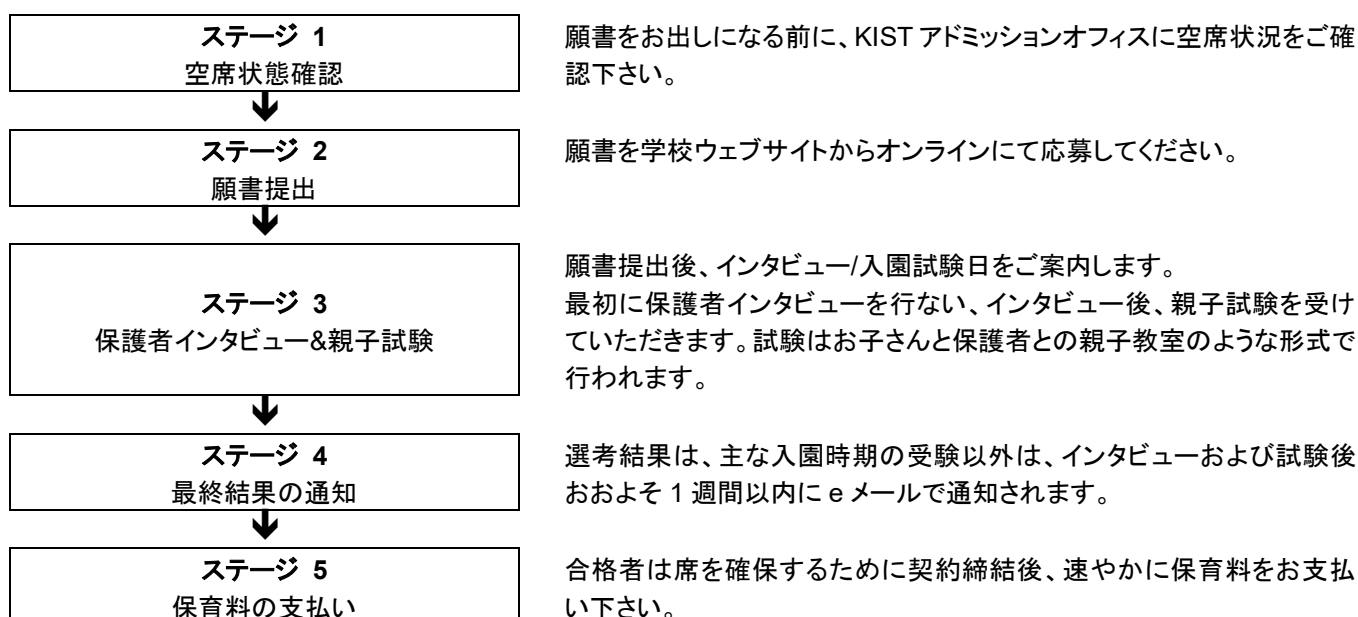 ステージ 1
空席状態確認
願書をお出しになる前に、KIST アドミッションオフィスに空席状況をご確
認下さい。
ステージ 2
願書提出
願書を学校ウェブサイトからオンラインにて応募してください。
ステージ 3
保護者インタビュー&親子試験
願書提出後、インタビュー/入園試験日をご案内します。
最初に保護者インタビューを行ない、インタビュー後、親子試験を受け
ていただきます。試験はお子さんと保護者との親子教室のような形式で
行われます。
ステージ 4
最終結果の通知
選考結果は、主な入園時期の受験以外は、インタビューおよび試験後
おおよそ 1 週間以内に e メールで通知されます。
ステージ 5
保育料の支払い
合格者は席を確保するために契約締結後、速やかに保育料をお支払
い下さい。